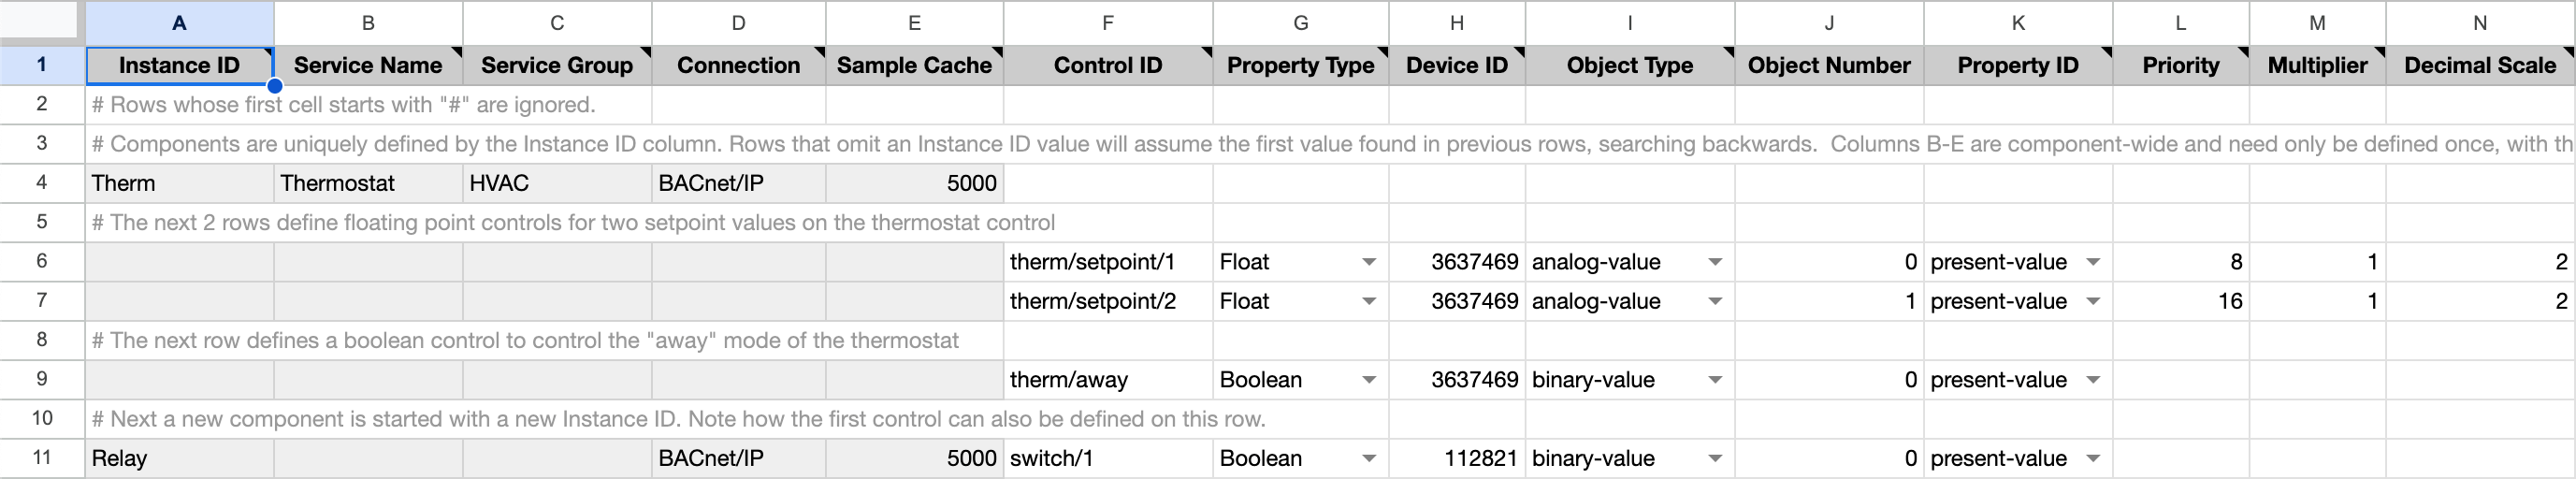 A B C D E F G H I J K L M N
1 Instance ID Service Name Service Group Connection Sample Cache Control ID Property Type Device ID Object Type Object Number Property ID Priority Multiplier Decimal Scale
2 # Rows whose first cell starts with "#" are ignored.
3 # Components are uniquely defined by the Instance ID column. Rows that omit an Instance ID value will assume the first value found in previous rows, searching backwards. Columns B-E are component-wide and need only be defined once, with th
4 Therm Thermostat HVAC BACnet/IP 5000
5 # The next 2 rows define floating point controls for two setpoint values on the thermostat control
6 therm/setpoint/1 Float 3637469 analog-value 0 present-value 8 1 2
7 therm/setpoint/2 Float 3637469 analog-value 1 present-value 16 1 2
8 # The next row defines a boolean control to control the "away" mode of the thermostat
9 therm/away Boolean 3637469 binary-value 0 present-value
10 # Next a new component is started with a new Instance ID. Note how the first control can also be defined on this row.
11 Relay BACnet/IP 5000 switch/1 Boolean 112821 binary-value 0 present-value